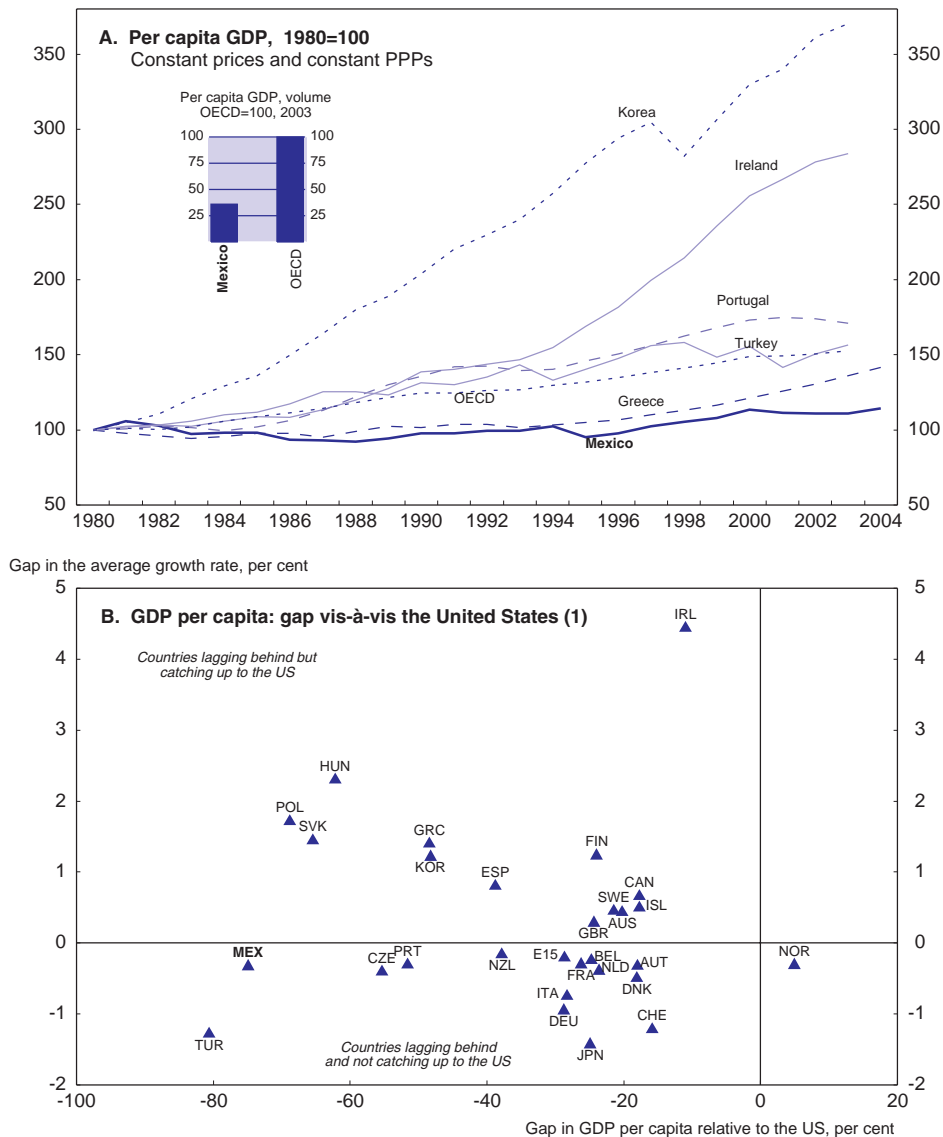 A. Per capita GDP, 1980=100
Constant prices and constant PPPs
Per capita GDP, volume
OECD=100, 2003
100 100
75 75
50 50
25 25
Mexico
OECD
350 350
300 300
250 250
200 200
150 150
100 100
50 50
Korea
Ireland
Portugal
Turkey
OECD
Greece
Mexico
1980 1982 1984 1986 1988 1990 1992 1994 1996 1998 2000 2002 2004
Gap in the average growth rate, per cent
B. GDP per capita: gap vis-à-vis the United States (1)
Countries lagging behind but
catching up to the US
5 5
4 4
3 3
2 2
1 1
0 0
-1 -1
-2 -2
IRL
HUN
POL
SVK
GRC
KOR
FIN
ESP
CAN
SWE
ISL
AUS
GBR
MEX
CZE
PRT
NZL
E15
BEL
FRA
NLD
AUT
NOR
DNK
ITA
DEU
CHE
TUR
JPN
Countries lagging behind
and not catching up to the US
-100 -80 -60 -40 -20 0 20
Gap in GDP per capita relative to the US, per cent